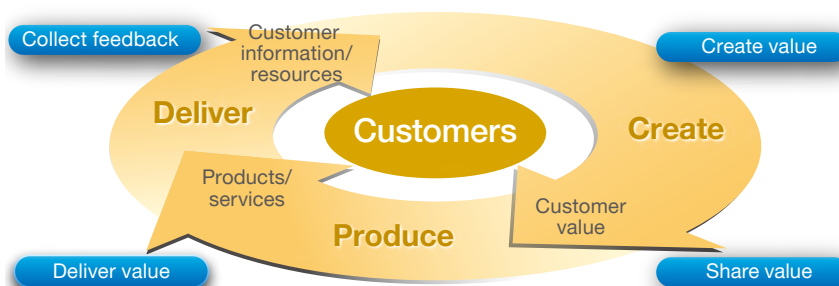 Collect feedback
Customer
information/
resources
Create value
Deliver
Customers
Create
Products/
services
Customer
value
Produce
Deliver value
Share value